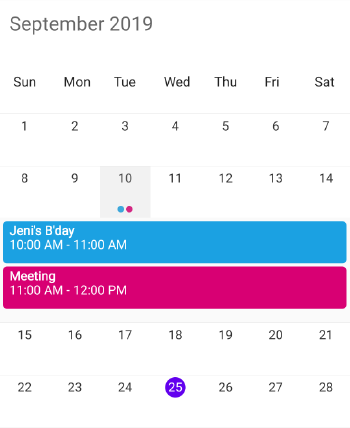 September 2019
Sun Mon Tue Wed Thu Fri Sat
1 2 3 4 5 6 7
8 9 10 11 12 13 14
Jeni's B'day
10:00 AM - 11:00 AM
Meeting
11:00 AM - 12:00 PM
15 16 17 18 19 20 21
22 23 24 25 26 27 28